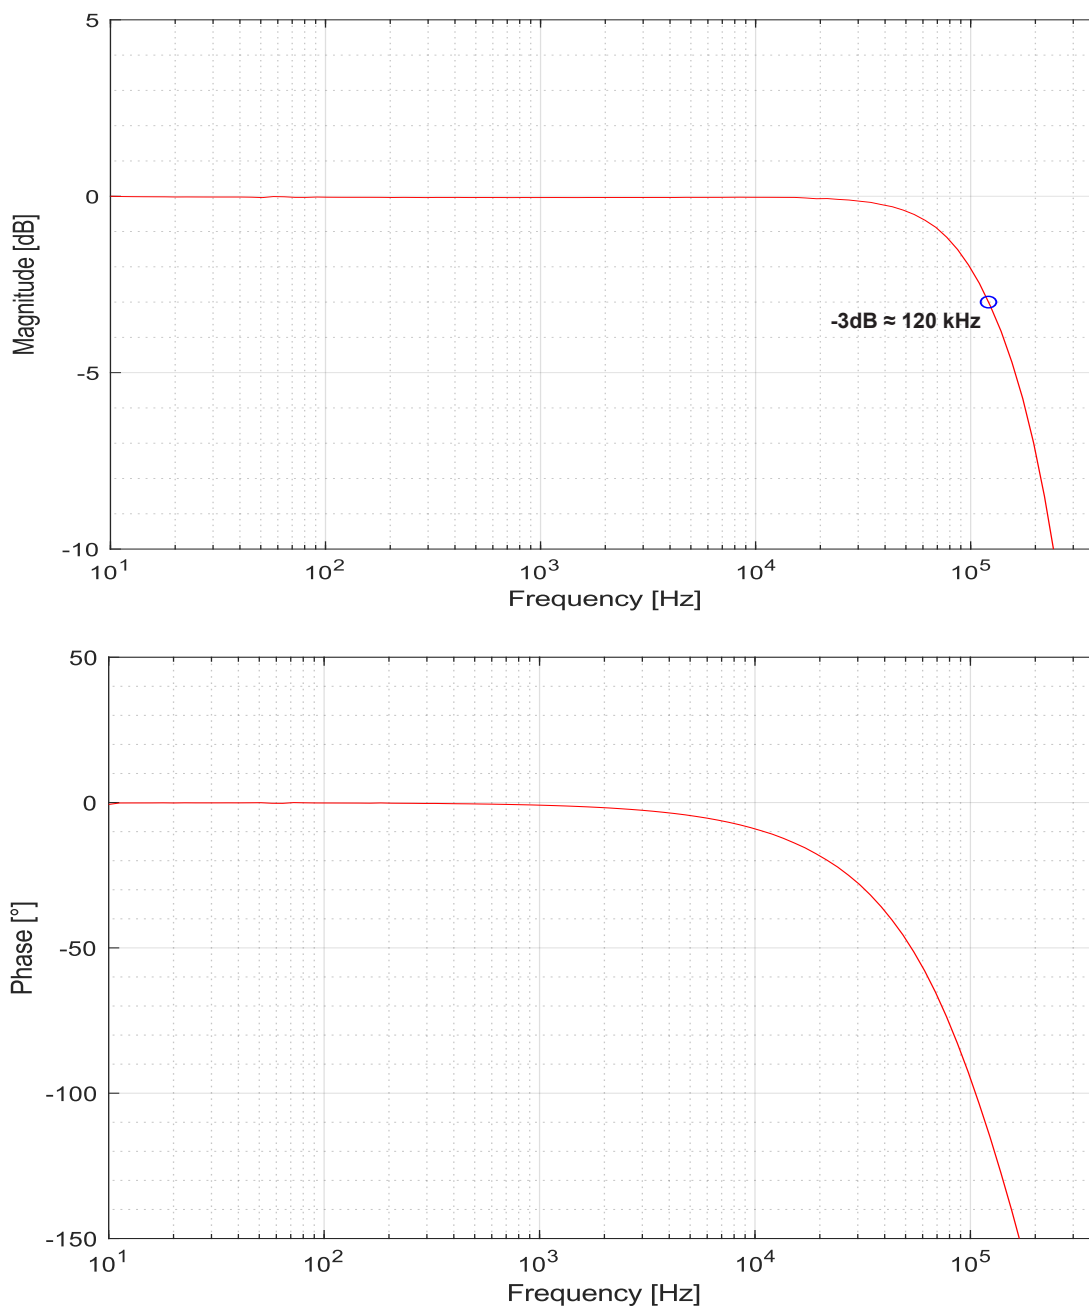 5
0
-5
-10
Magnitude [dB]
-3dB ≈ 120 kHz
10¹ 10² 10³ 10⁴ 10⁵
Frequency [Hz]
50
0
-50
-100
-150
Phase [°]
10¹ 10² 10³ 10⁴ 10⁵
Frequency [Hz]